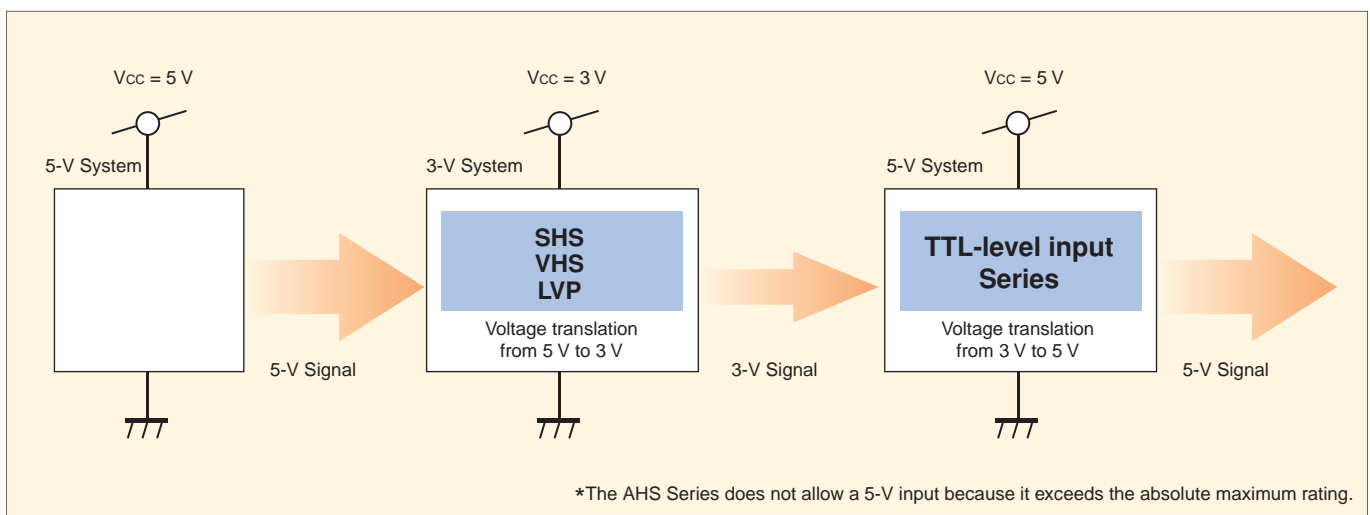 VCC = 5 V
VCC = 3 V
VCC = 5 V
5-V System
3-V System
5-V System
SHS
VHS
LVP
TTL-level input
Series
Voltage translation
from 5 V to 3 V
Voltage translation
from 3 V to 5 V
5-V Signal
3-V Signal
5-V Signal
*The AHS Series does not allow a 5-V input because it exceeds the absolute maximum rating.